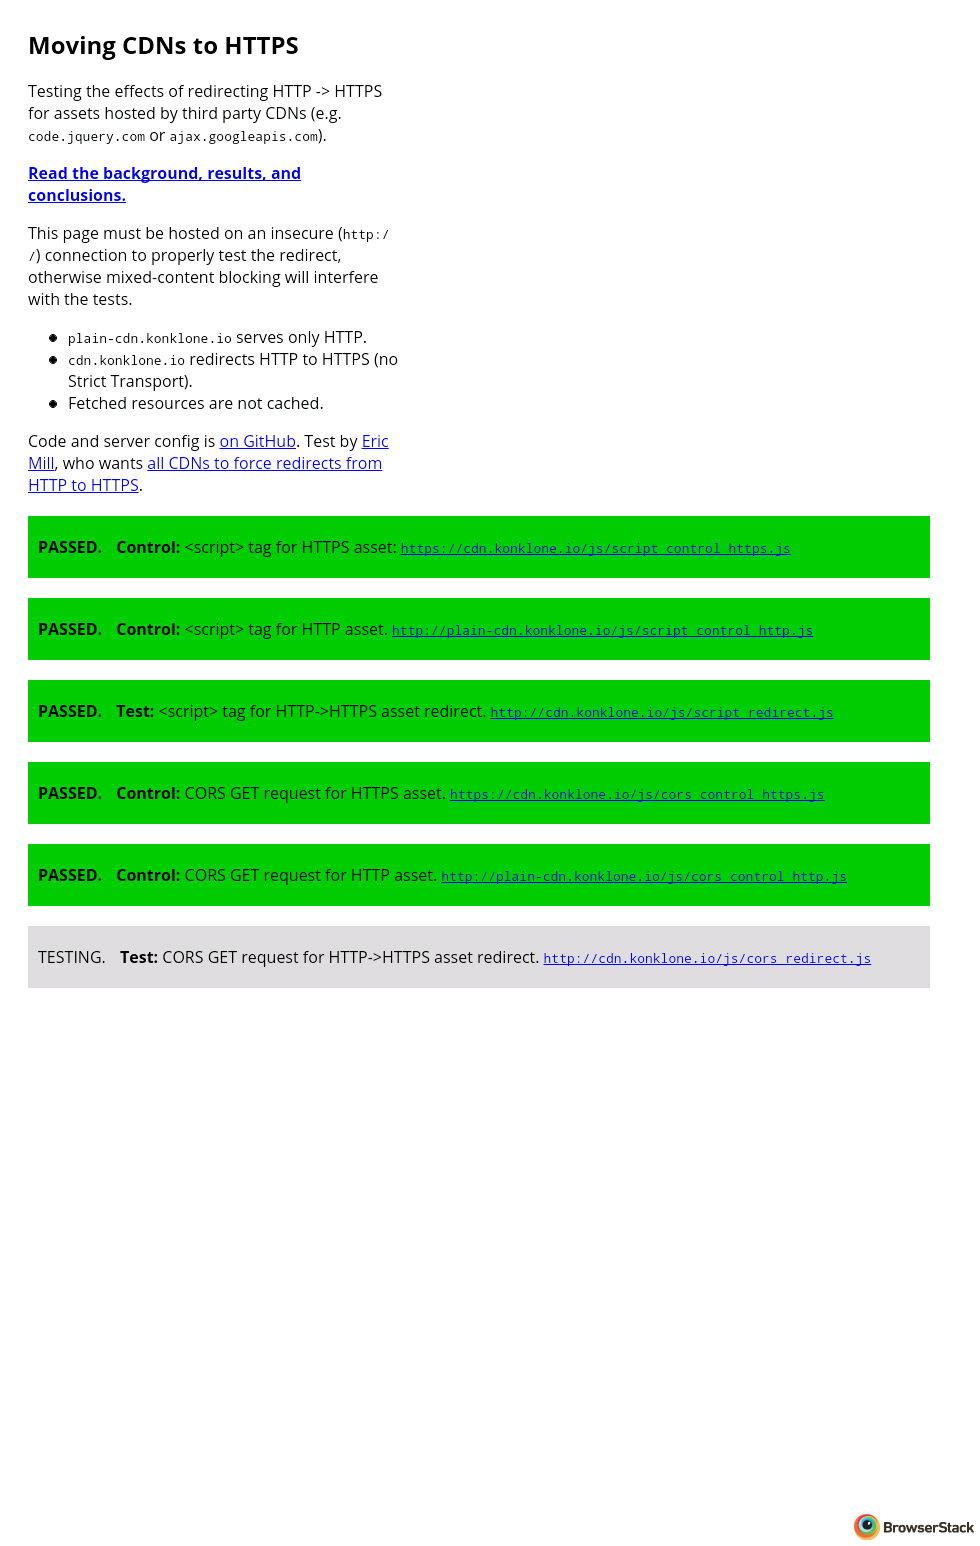 Moving CDNs to HTTPS
Testing the effects of redirecting HTTP -> HTTPS
for assets hosted by third party CDNs (e.g.
code.jquery.com or ajax.googleapis.com).
Read the background, results, and
conclusions.
This page must be hosted on an insecure (http:/
/) connection to properly test the redirect,
otherwise mixed-content blocking will interfere
with the tests.
plain-cdn.konklone.io serves only HTTP.
cdn.konklone.io redirects HTTP to HTTPS (no
Strict Transport).
Fetched resources are not cached.
Code and server config is on GitHub. Test by Eric
Mill, who wants all CDNs to force redirects from
HTTP to HTTPS.
PASSED. Control: <script> tag for HTTPS asset: https://cdn.konklone.io/js/script_control_https.js
PASSED. Control: <script> tag for HTTP asset. http://plain-cdn.konklone.io/js/script_control_http.js
PASSED. Test: <script> tag for HTTP->HTTPS asset redirect. http://cdn.konklone.io/js/script_redirect.js
PASSED. Control: CORS GET request for HTTPS asset. https://cdn.konklone.io/js/cors_control_https.js
PASSED. Control: CORS GET request for HTTP asset. http://plain-cdn.konklone.io/js/cors_control_http.js
TESTING. Test: CORS GET request for HTTP->HTTPS asset redirect. http://cdn.konklone.io/js/cors_redirect.js
BrowserStack